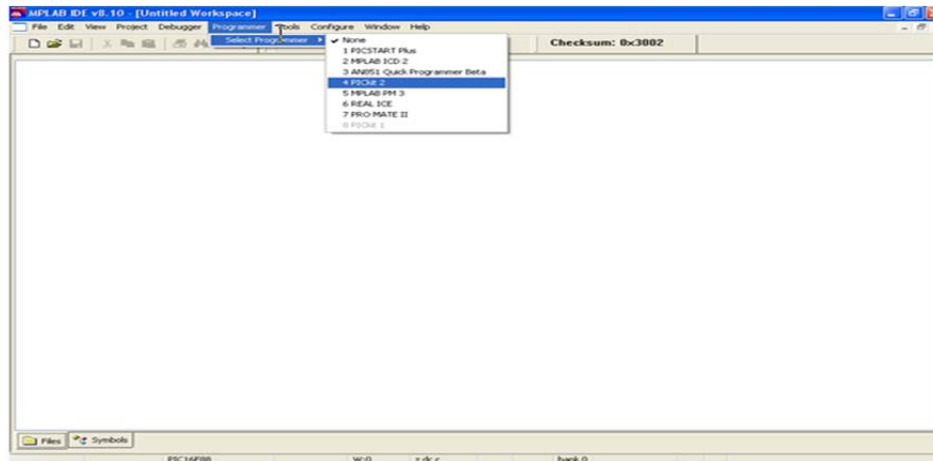 MPLAB IDE v8.10 - [Untitled Workspace]
File Edit View Project Debugger Programmer Tools Configure Window Help
Select Programmer
None
1 PICSTART Plus
2 MPLAB ICD 2
3 AN851 Quick Programmer Beta
4 PICkit 2
5 MPLAB PM 3
6 REAL ICE
7 PRO MATE II
8 PICkit 1
Checksum: 0x3002
Files Symbols
PIC16F88 W:0 z dc c bank 0